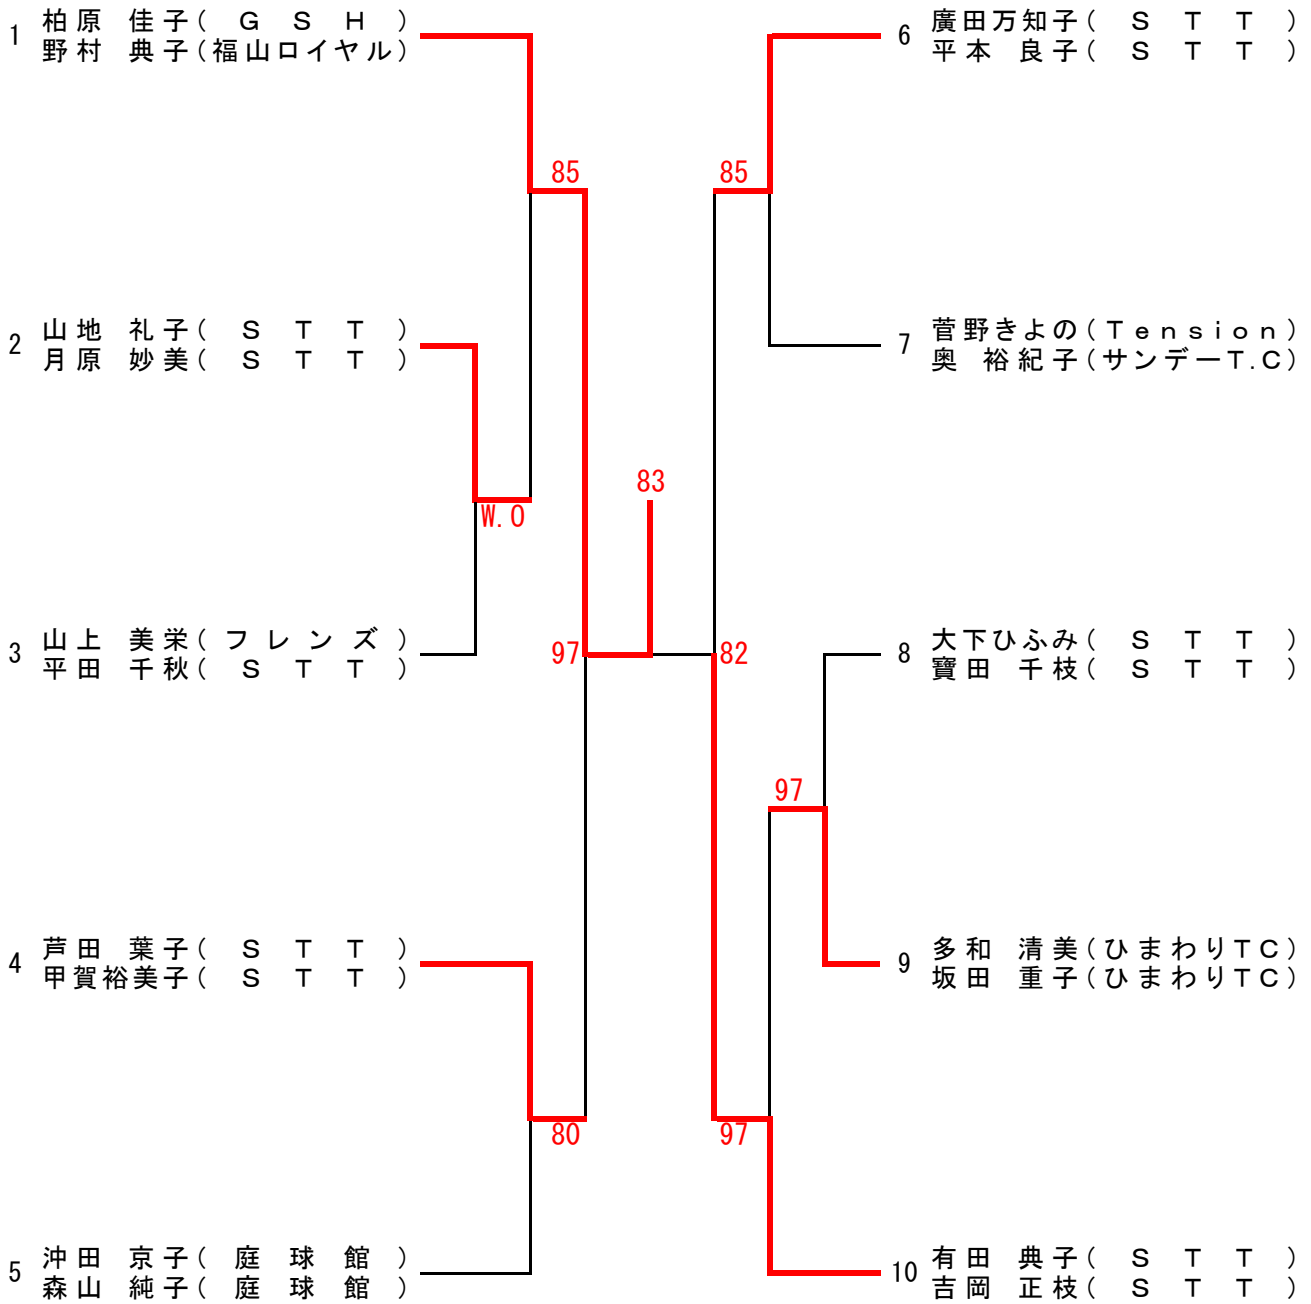 1 柏原 佳子(GSH)
野村 典子(福山ロイヤル)
85
2 山地 礼子(STT)
月原 妙美(STT)
W.O
3 山上 美栄(フレンズ)
平田 千秋(STT)
97
4 芦田 葉子(STT)
甲賀裕美子(STT)
80
5 沖田 京子(庭球館)
森山 純子(庭球館)
83
6 廣田万知子(STT)
平本 良子(STT)
85
7 菅野きよの(Tension)
奥 裕紀子(サンデーT.C)
82
8 大下ひふみ(STT)
寶田 千枝(STT)
97
9 多和 清美(ひまわりTC)
坂田 重子(ひまわりTC)
97
10 有田 典子(STT)
吉岡 正枝(STT)